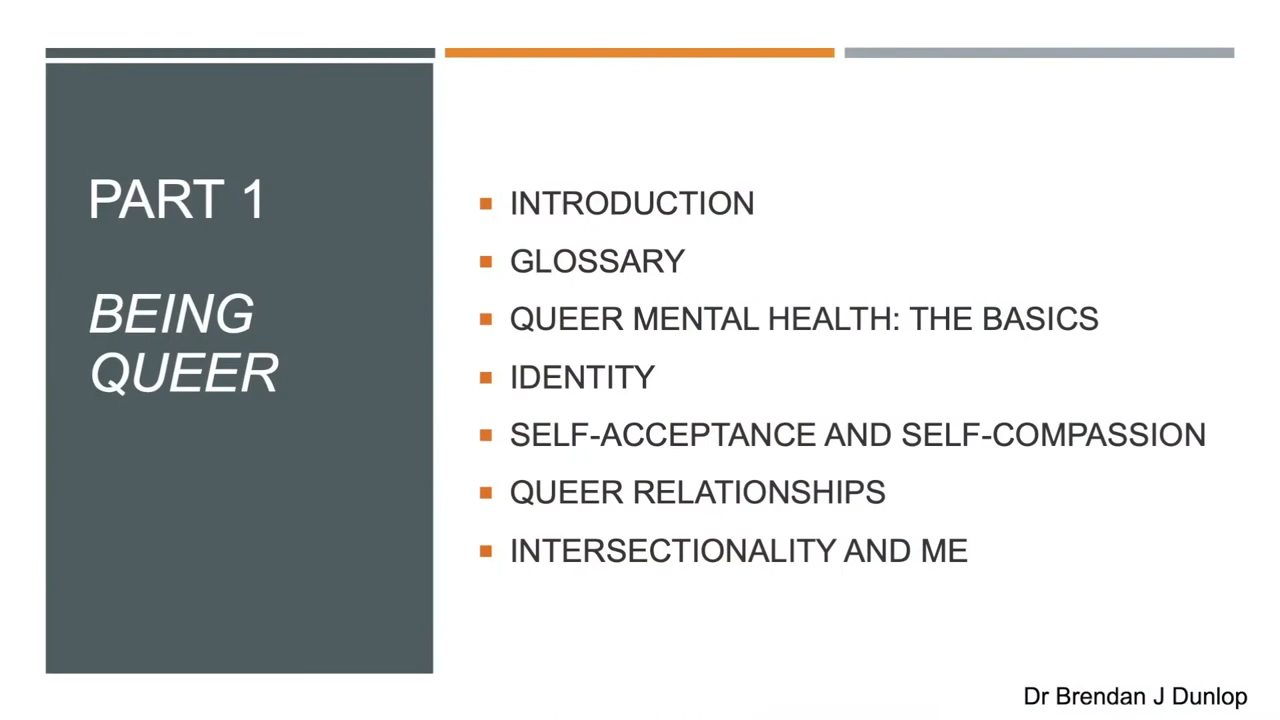 PART 1
BEING
QUEER
INTRODUCTION
GLOSSARY
QUEER MENTAL HEALTH: THE BASICS
IDENTITY
SELF-ACCEPTANCE AND SELF-COMPASSION
QUEER RELATIONSHIPS
INTERSECTIONALITY AND ME
Dr Brendan J Dunlop